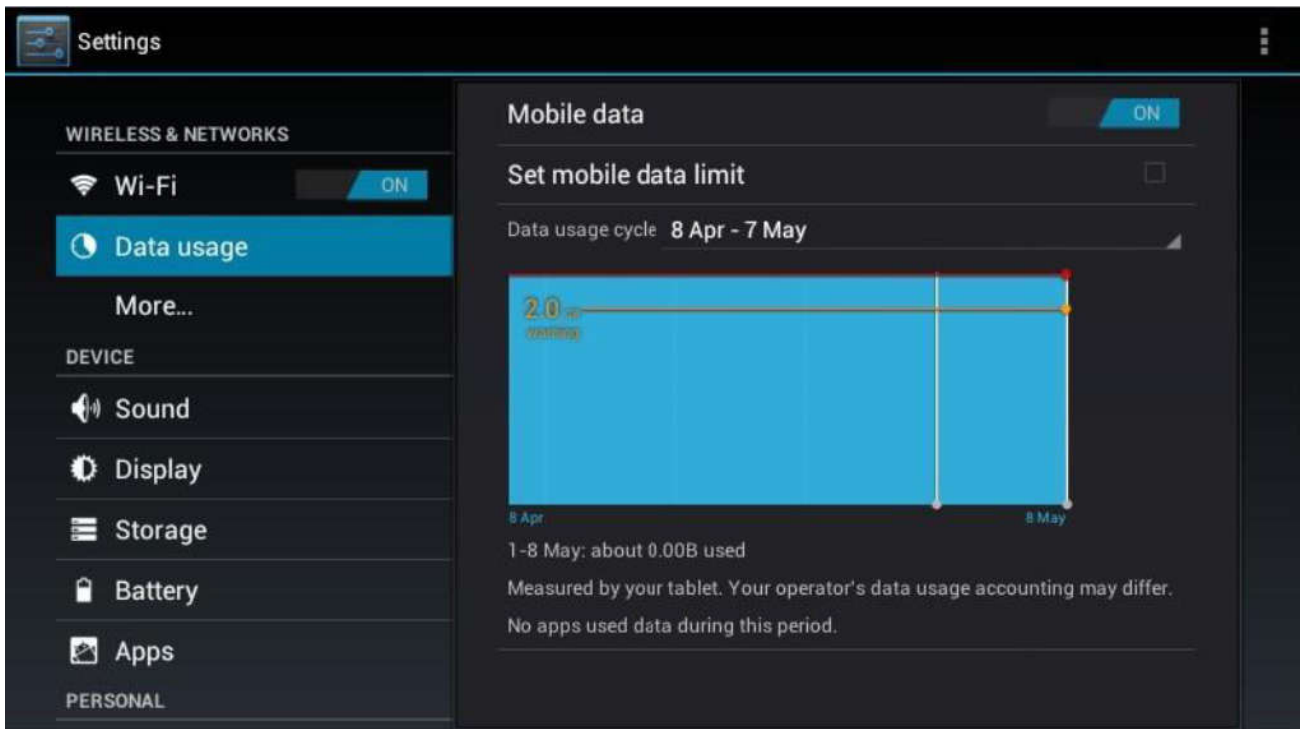 Settings
WIRELESS & NETWORKS
Wi-Fi
ON
Data usage
More...
DEVICE
Sound
Display
Storage
Battery
Apps
PERSONAL
Mobile data
ON
Set mobile data limit
Data usage cycle 8 Apr - 7 May
2.0
warning
8 Apr
8 May
1-8 May: about 0.00B used
Measured by your tablet. Your operator's data usage accounting may differ.
No apps used data during this period.